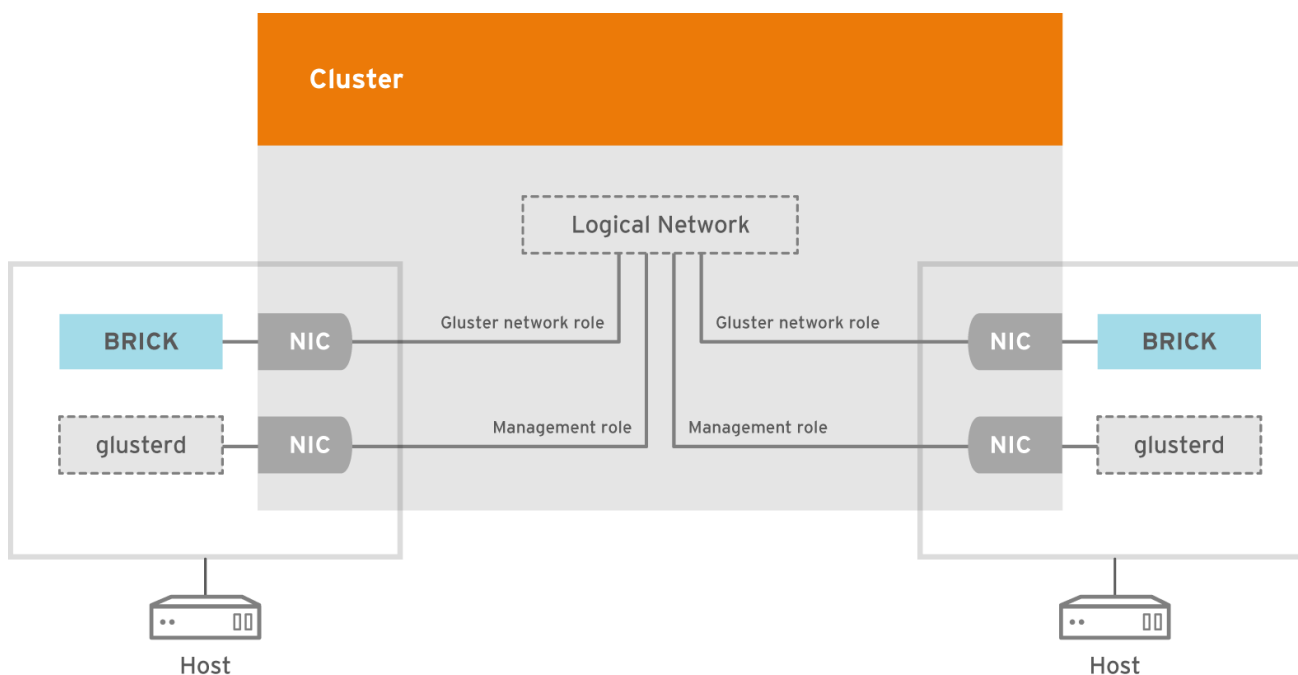 Cluster
Logical Network
BRICK
NIC
Gluster network role
Gluster network role
NIC
BRICK
glusterd
NIC
Management role
Management role
NIC
glusterd
Host
Host